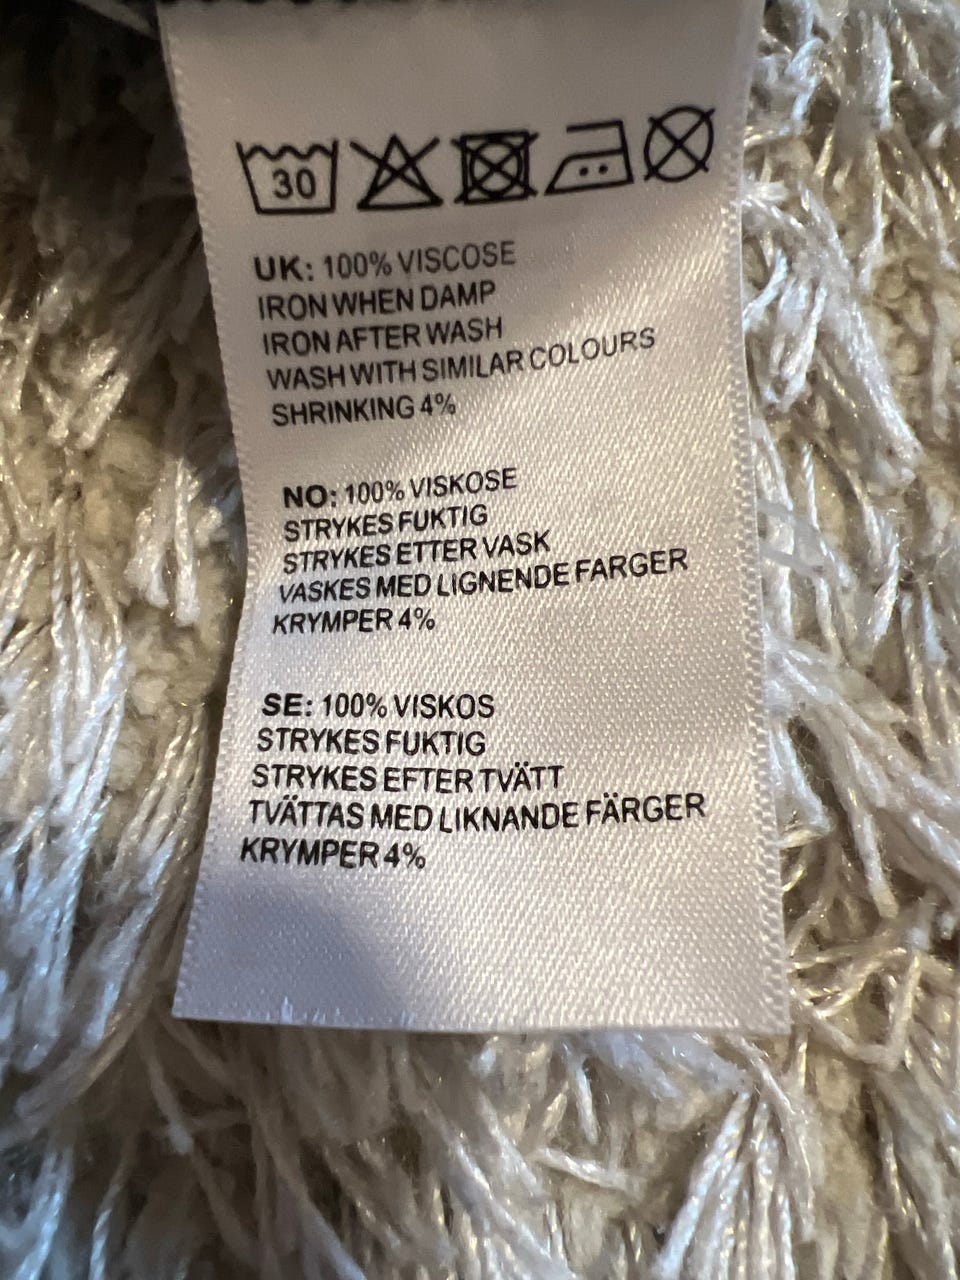 30
UK: 100% VISCOSE
IRON WHEN DAMP
IRON AFTER WASH
WASH WITH SIMILAR COLOURS
SHRINKING 4%
NO: 100% VISKOSE
STRYKES FUKTIG
STRYKES ETTER VASK
VASKES MED LIGNENDE FARGER
KRYMPER 4%
SE: 100% VISKOS
STRYKES FUKTIG
STRYKES EFTER TVÄTT
TVÄTTAS MED LIKNANDE FÄRGER
KRYMPER 4%